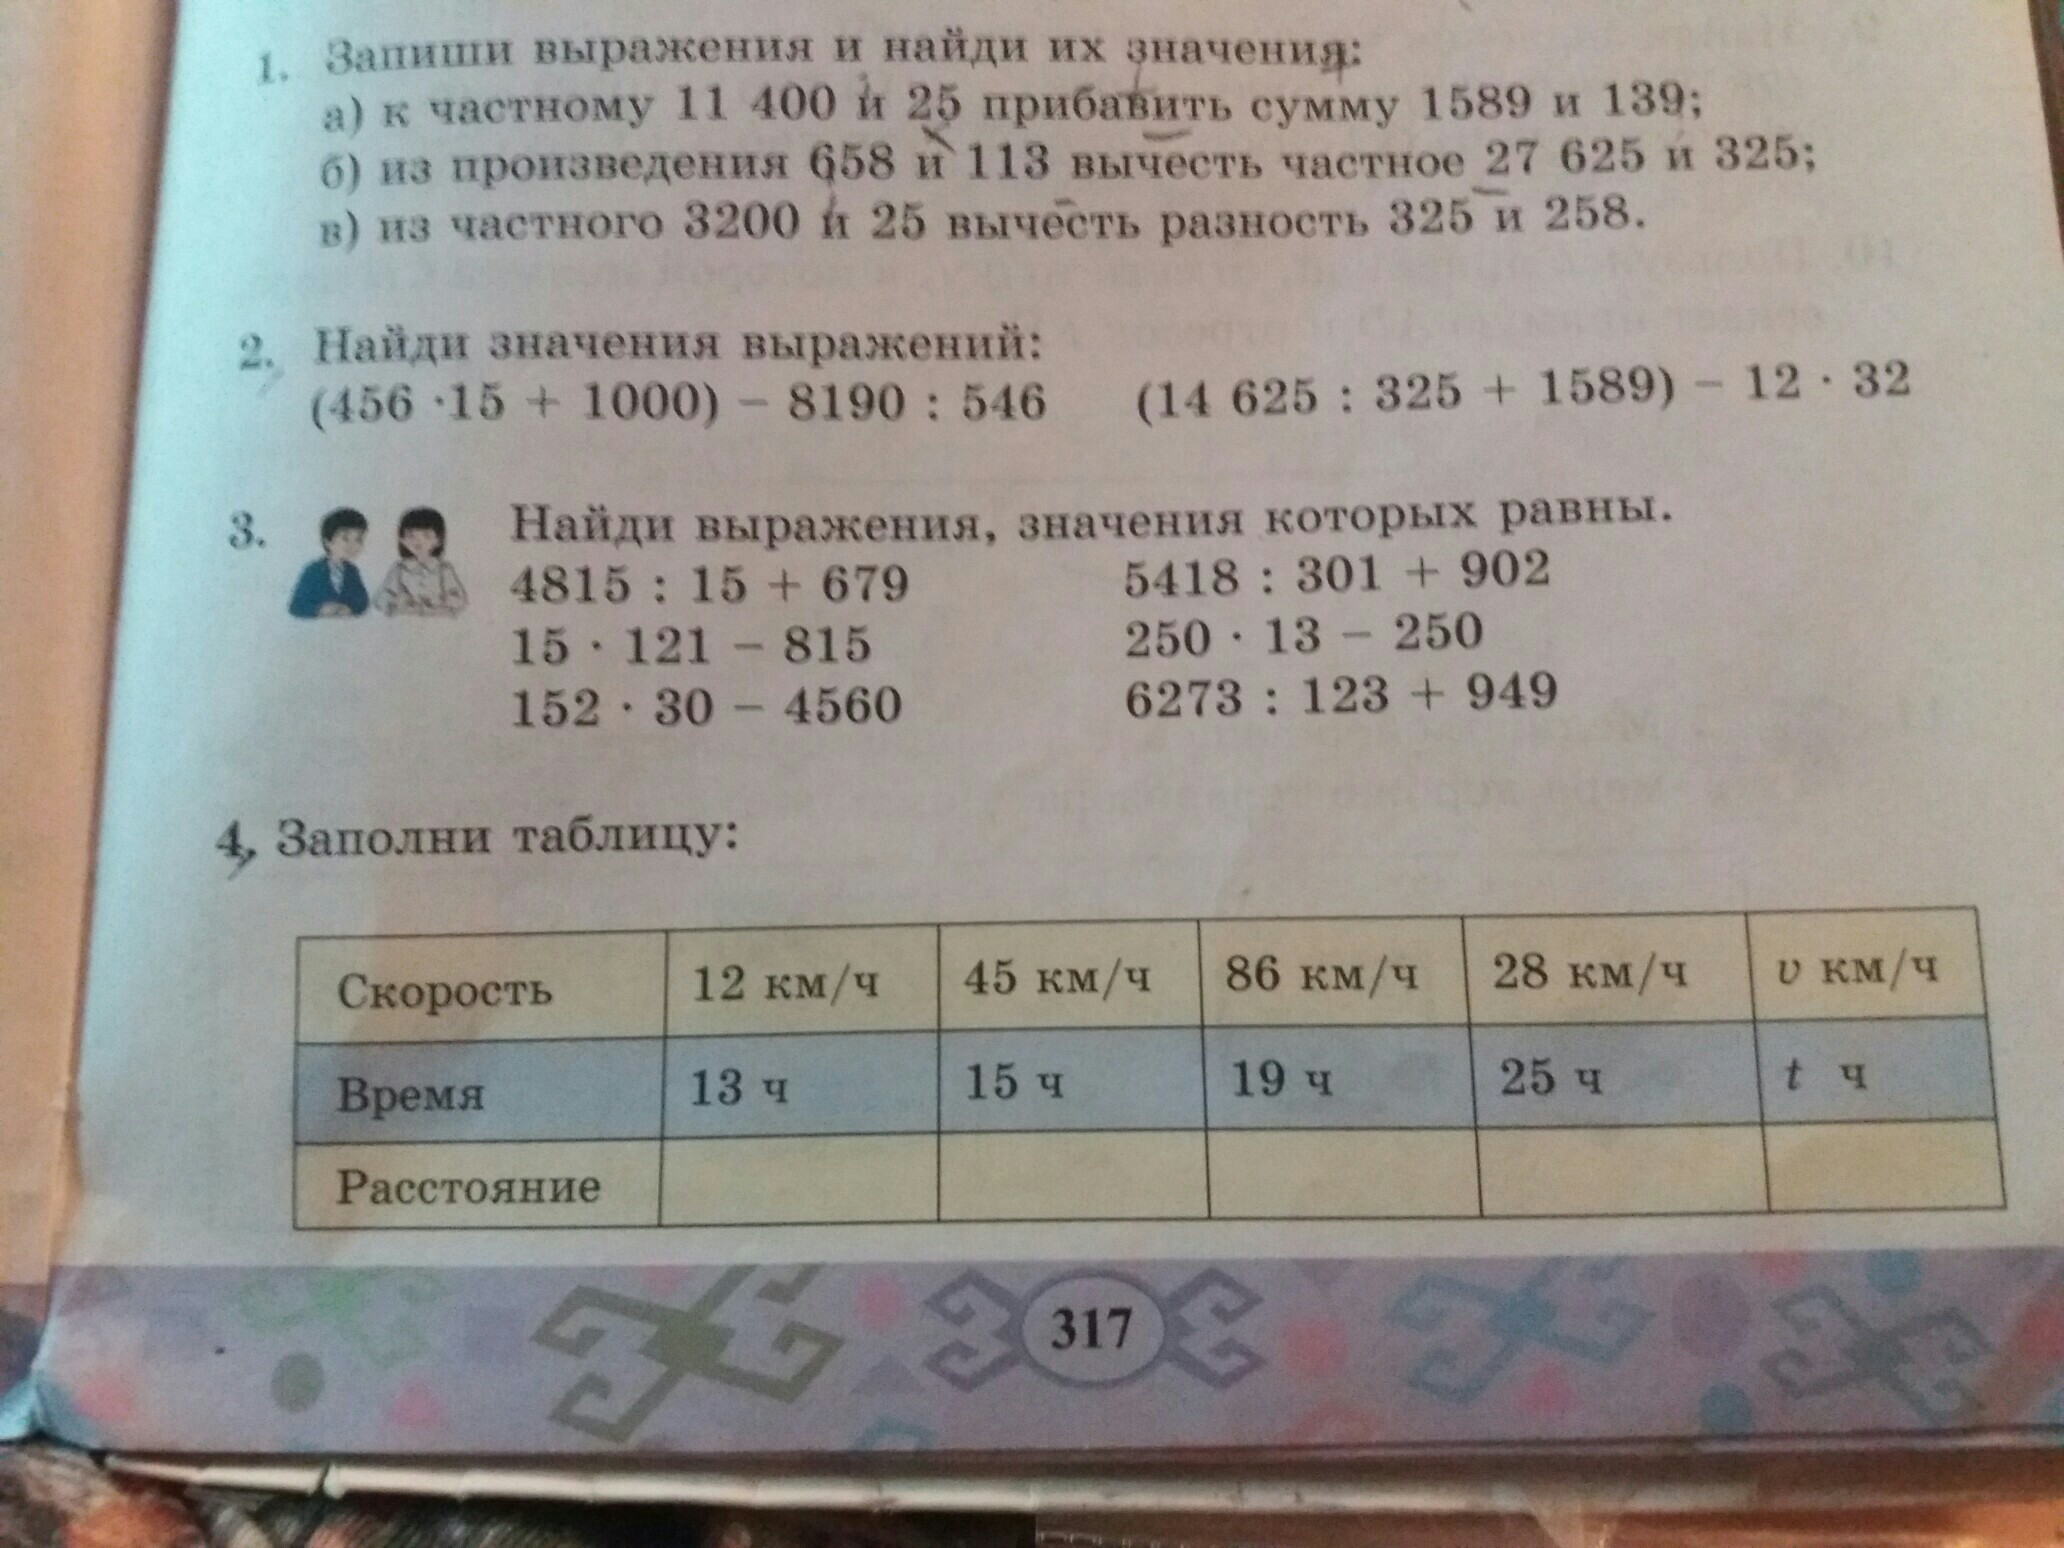 1. Запиши выражения и найди их значения:
а) к частному 11 400 и 25 прибавить сумму 1589 и 139;
б) из произведения 658 и 113 вычесть частное 27 625 и 325;
в) из частного 3200 и 25 вычесть разность 325 и 258.
2. Найди значения выражений:
(456 ·15 + 1000) – 8190 : 546 (14 625 : 325 + 1589) – 12 · 32
3. Найди выражения, значения которых равны.
4815 : 15 + 679 5418 : 301 + 902
15 · 121 – 815 250 · 13 – 250
152 · 30 – 4560 6273 : 123 + 949
4, Заполни таблицу:
Скорость 12 км/ч 45 км/ч 86 км/ч 28 км/ч v км/ч
Время 13 ч 15 ч 19 ч 25 ч t ч
Расстояние
317